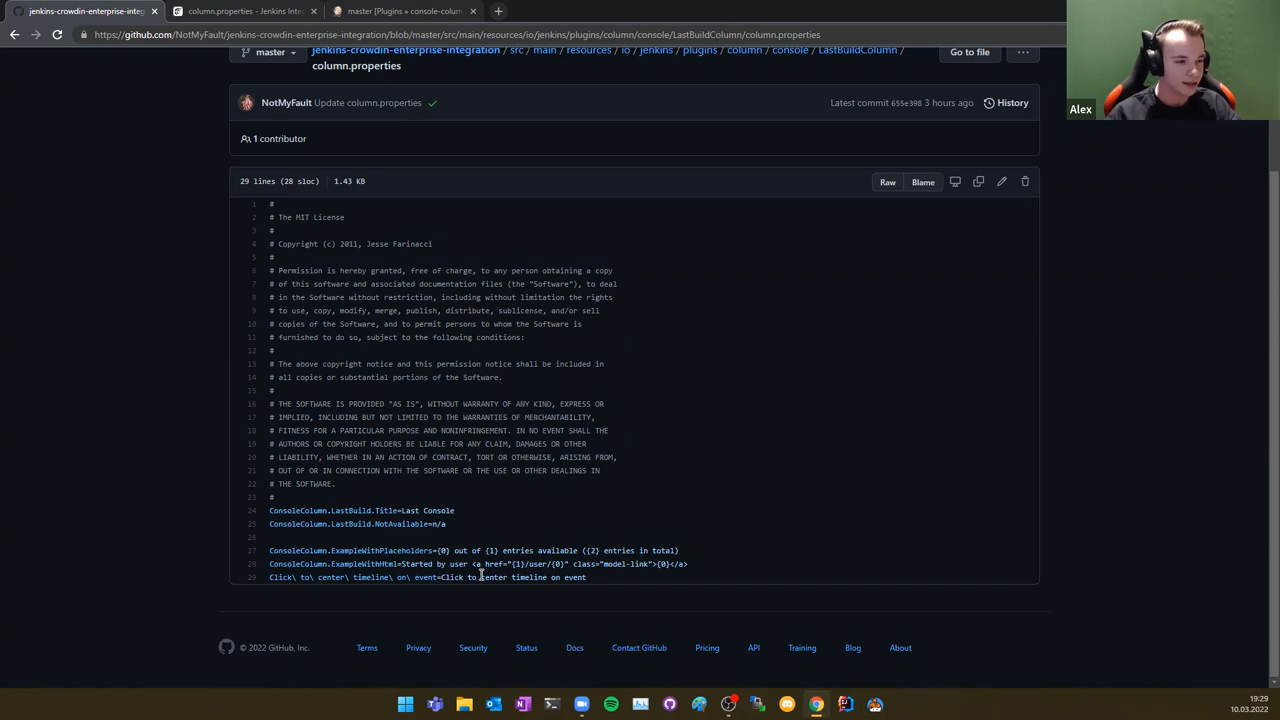 jenkins-crowdin-enterprise-integ
column.properties - Jenkins Integ
master [Plugins » console-colum
https://github.com/NotMyFault/jenkins-crowdin-enterprise-integration/blob/master/src/main/resources/io/jenkins/plugins/column/console/LastBuildColumn/column.properties
master
jenkins-crowdin-enterprise-integration / src / main / resources / io / jenkins / plugins / column / console / LastBuildColumn /
column.properties
Go to file
...
NotMyFault Update column.properties
Latest commit 655e398 3 hours ago
History
1 contributor
29 lines (28 sloc) 1.43 KB
Raw
Blame
1 #
2 # The MIT License
3 #
4 # Copyright (c) 2011, Jesse Farinacci
5 #
6 # Permission is hereby granted, free of charge, to any person obtaining a copy
7 # of this software and associated documentation files (the "Software"), to deal
8 # in the Software without restriction, including without limitation the rights
9 # to use, copy, modify, merge, publish, distribute, sublicense, and/or sell
10 # copies of the Software, and to permit persons to whom the Software is
11 # furnished to do so, subject to the following conditions:
12 #
13 # The above copyright notice and this permission notice shall be included in
14 # all copies or substantial portions of the Software.
15 #
16 # THE SOFTWARE IS PROVIDED "AS IS", WITHOUT WARRANTY OF ANY KIND, EXPRESS OR
17 # IMPLIED, INCLUDING BUT NOT LIMITED TO THE WARRANTIES OF MERCHANTABILITY,
18 # FITNESS FOR A PARTICULAR PURPOSE AND NONINFRINGEMENT. IN NO EVENT SHALL THE
19 # AUTHORS OR COPYRIGHT HOLDERS BE LIABLE FOR ANY CLAIM, DAMAGES OR OTHER
20 # LIABILITY, WHETHER IN AN ACTION OF CONTRACT, TORT OR OTHERWISE, ARISING FROM,
21 # OUT OF OR IN CONNECTION WITH THE SOFTWARE OR THE USE OR OTHER DEALINGS IN
22 # THE SOFTWARE.
23 #
24 ConsoleColumn.LastBuild.Title=Last Console
25 ConsoleColumn.LastBuild.NotAvailable=n/a
26
27 ConsoleColumn.ExampleWithPlaceholders={0} out of {1} entries available ({2} entries in total)
28 ConsoleColumn.ExampleWithHtml=Started by user <a href="{1}/user/{0}" class="model-link">{0}</a>
29 Click\ to\ center\ timeline\ on\ event=Click to center timeline on event
© 2022 GitHub, Inc.
Terms
Privacy
Security
Status
Docs
Contact GitHub
Pricing
API
Training
Blog
About
Alex
19:29
10.03.2022